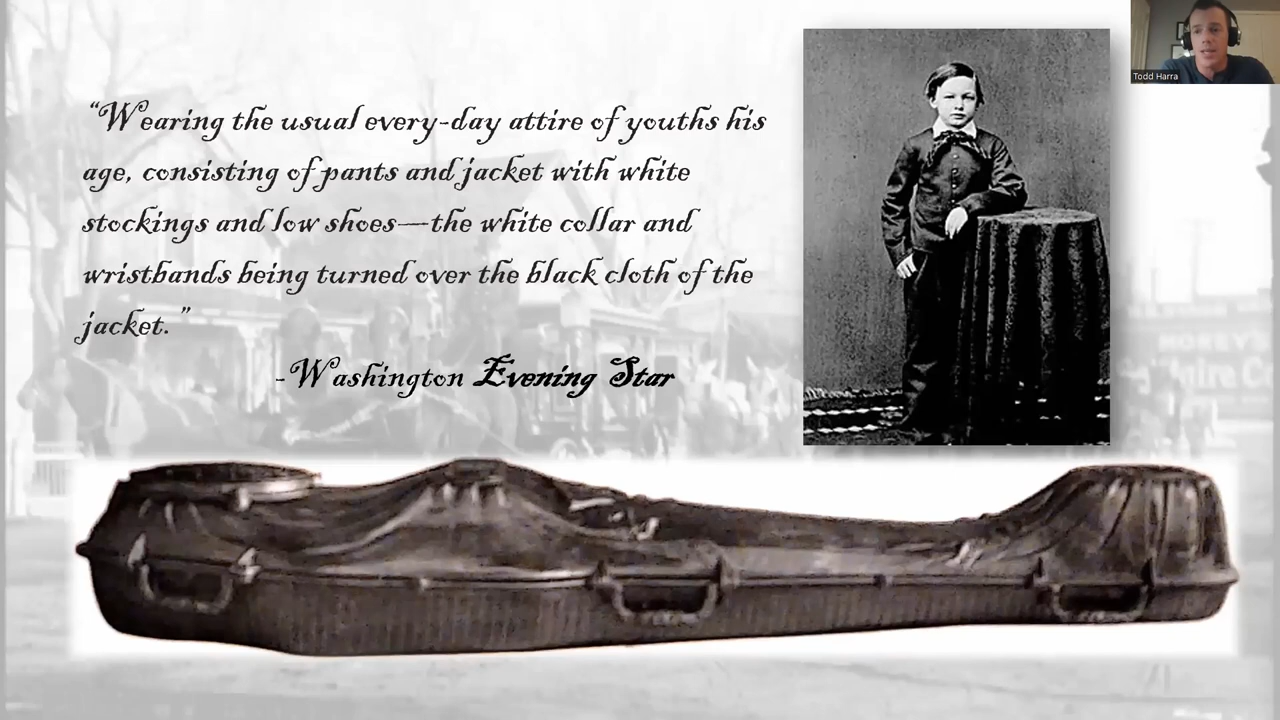 “Wearing the usual every-day attire of youths his
age, consisting of pants and jacket with white
stockings and low shoes—the white collar and
wristbands being turned over the black cloth of the
jacket.”
-Washington Evening Star
Todd Harra